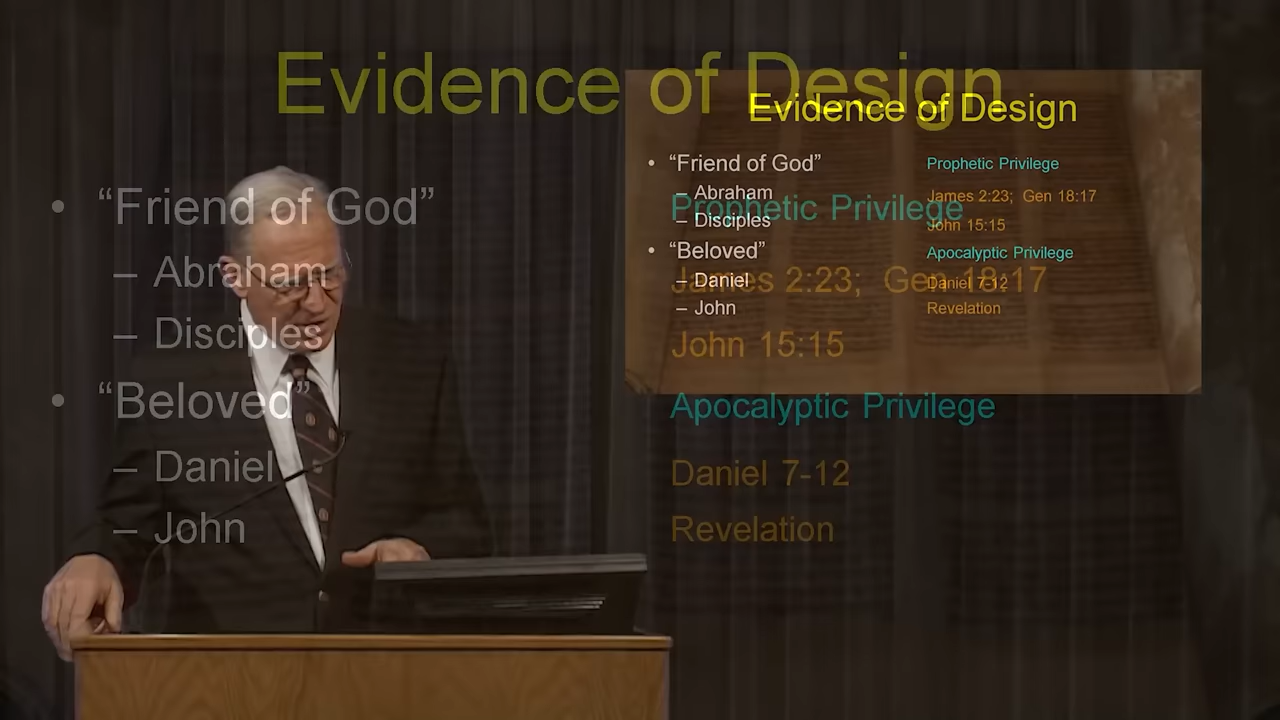 Evidence of Design
• “Friend of God” Prophetic Privilege
– Abraham James 2:23; Gen 18:17
– Disciples John 15:15
• “Beloved” Apocalyptic Privilege
– Daniel Daniel 7-12
– John Revelation
Evidence of Design
• “Friend of God” Prophetic Privilege
– Abraham James 2:23; Gen 18:17
– Disciples John 15:15
• “Beloved” Apocalyptic Privilege
– Daniel Daniel 7-12
– John Revelation